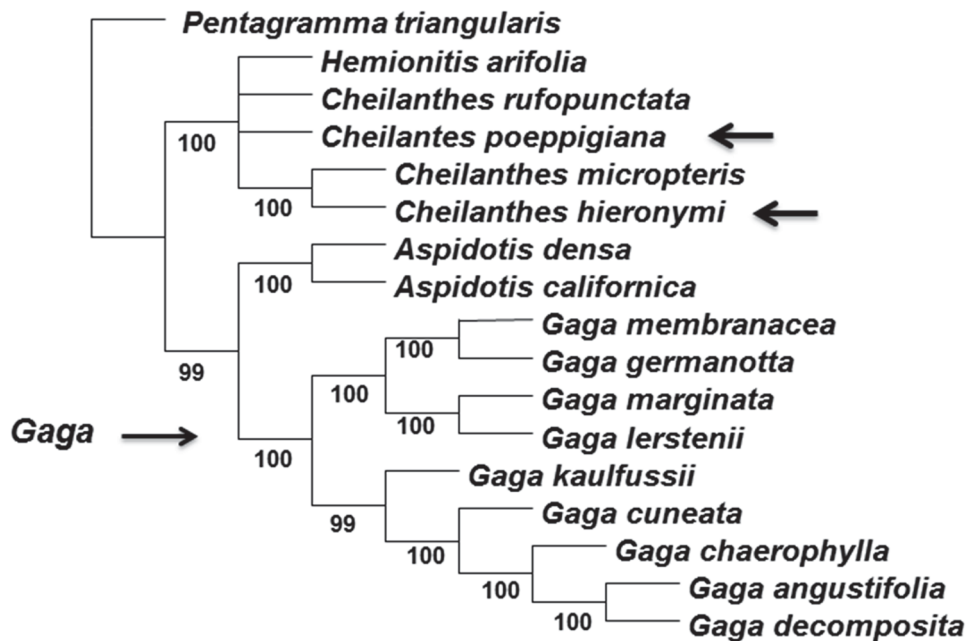 Pentagramma triangularis
Hemionitis arifolia
Cheilanthes rufopunctata
100
Cheilantes poeppigiana
Cheilanthes micropteris
100
Cheilanthes hieronymi
Aspidotis densa
100
Aspidotis californica
Gaga membranacea
100
Gaga germanotta
99
100
Gaga marginata
100
Gaga lerstenii
Gaga
100
Gaga kaulfussii
99
Gaga cuneata
100
Gaga chaerophylla
100
Gaga angustifolia
100
Gaga decomposita